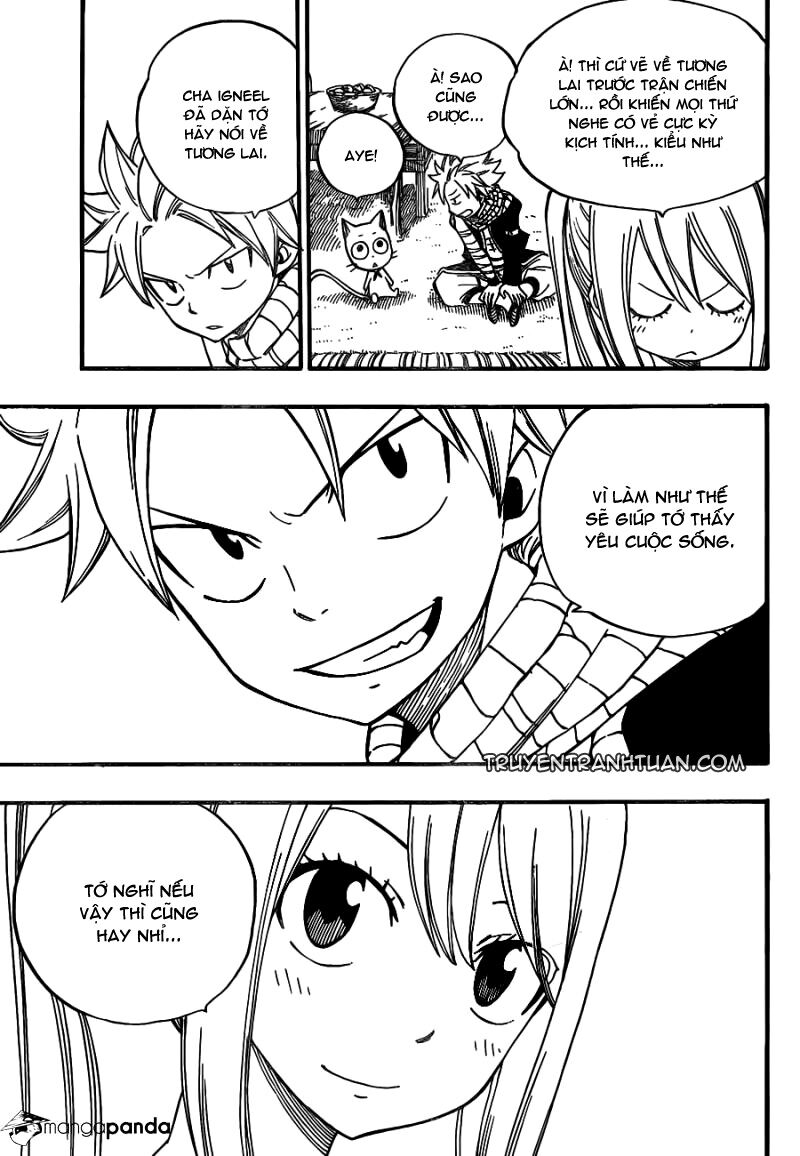 À! THÌ CỨ VẼ VỀ TƯƠNG
LAI TRƯỚC TRẬN CHIẾN
LỚN... RỒI KHIẾN MỌI THỨ
NGHE CÓ VẺ CỰC KỲ
KỊCH TÍNH... KIỂU NHƯ
THẾ...
À! SAO
CŨNG
ĐƯỢC...
AYE!
CHA IGNEEL
ĐÃ DẶN TỚ
HÃY NÓI VỀ
TƯƠNG LAI.
VÌ LÀM NHƯ THẾ
SẼ GIÚP TỚ THẤY
YÊU CUỘC SỐNG.
TRUYENTRANHTUAN.COM
TỚ NGHĨ NẾU
VẬY THÌ CŨNG
HAY NHỈ...
mangapanda